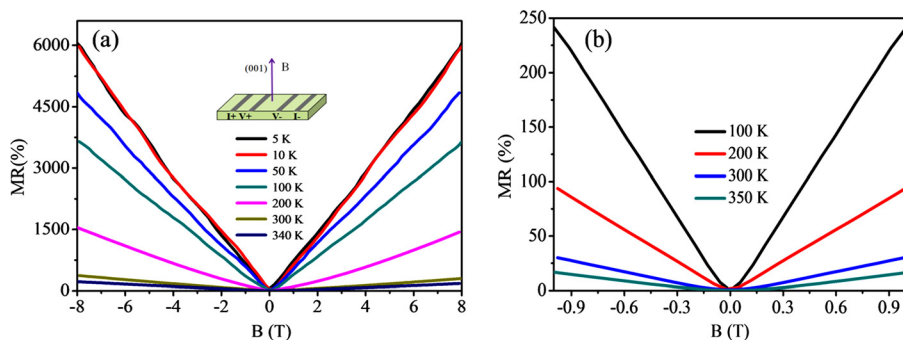 (a)
MR(%)
6000
4500
3000
1500
0
-8 -6 -4 -2 0 2 4 6 8
B (T)
(001) B
I+ V+ V- I-
5 K
10 K
50 K
100 K
200 K
300 K
340 K
(b)
MR (%)
250
200
150
100
50
0
-0.9 -0.6 -0.3 0.0 0.3 0.6 0.9
B (T)
100 K
200 K
300 K
350 K